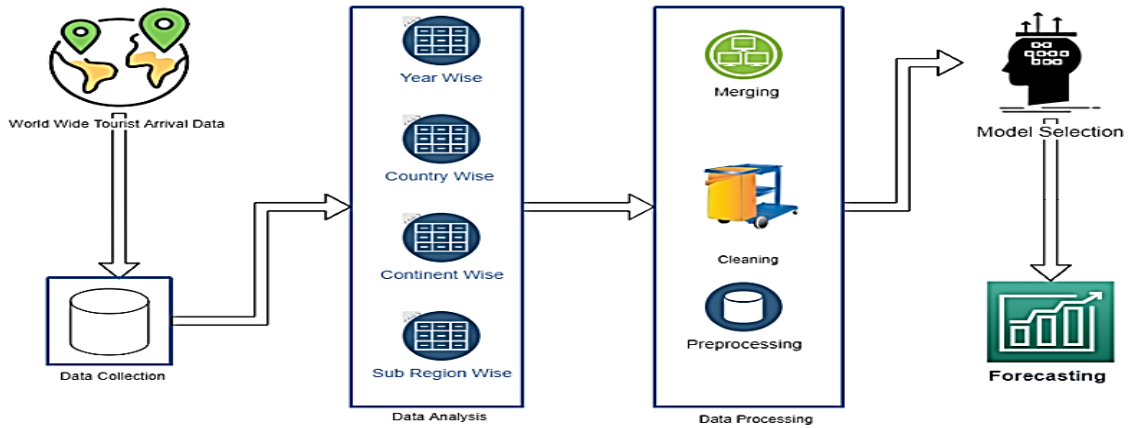 World Wide Tourist Arrival Data
Data Collection
Year Wise
Country Wise
Continent Wise
Sub Region Wise
Data Analysis
Merging
Cleaning
Preprocessing
Data Processing
Model Selection
Forecasting